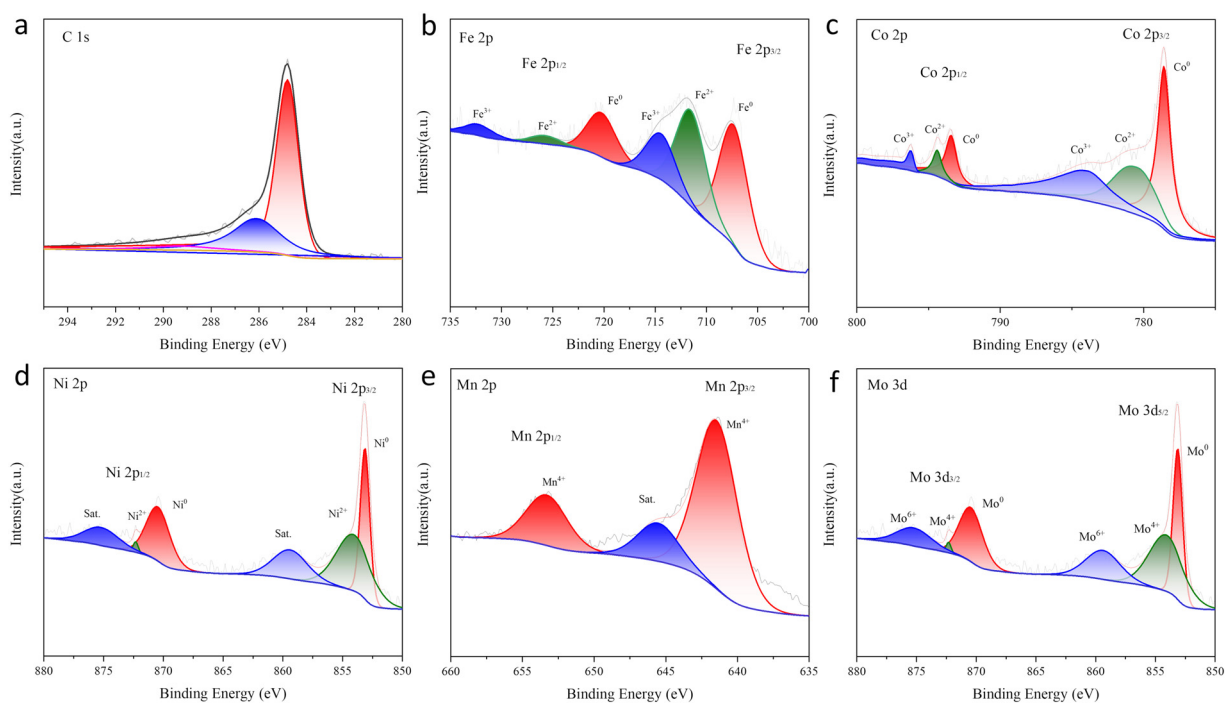 a
C 1s
Intensity(a.u.)
294 292 290 288 286 284 282 280
Binding Energy (eV)
b
Fe 2p
Fe 2p1/2
Fe 2p3/2
Fe3+
Fe2+
Fe0
Fe3+
Fe2+
Fe0
Intensity(a.u.)
735 730 725 720 715 710 705 700
Binding Energy (eV)
c
Co 2p
Co 2p3/2
Co 2p1/2
Co0
Co3+
Co2+
Co0
Co3+
Co2+
Intensity(a.u.)
800 790 780
Binding Energy (eV)
d
Ni 2p
Ni 2p3/2
Ni 2p1/2
Ni0
Sat.
Ni2+
Ni0
Sat.
Ni2+
Intensity(a.u.)
880 875 870 865 860 855 850
Binding Energy (eV)
e
Mn 2p
Mn 2p3/2
Mn 2p1/2
Mn4+
Mn4+
Sat.
Intensity(a.u.)
660 655 650 645 640 635
Binding Energy (eV)
f
Mo 3d
Mo 3d5/2
Mo 3d3/2
Mo0
Mo6+
Mo4+
Mo0
Mo6+
Mo4+
Intensity(a.u.)
880 875 870 865 860 855 850
Binding Energy (eV)